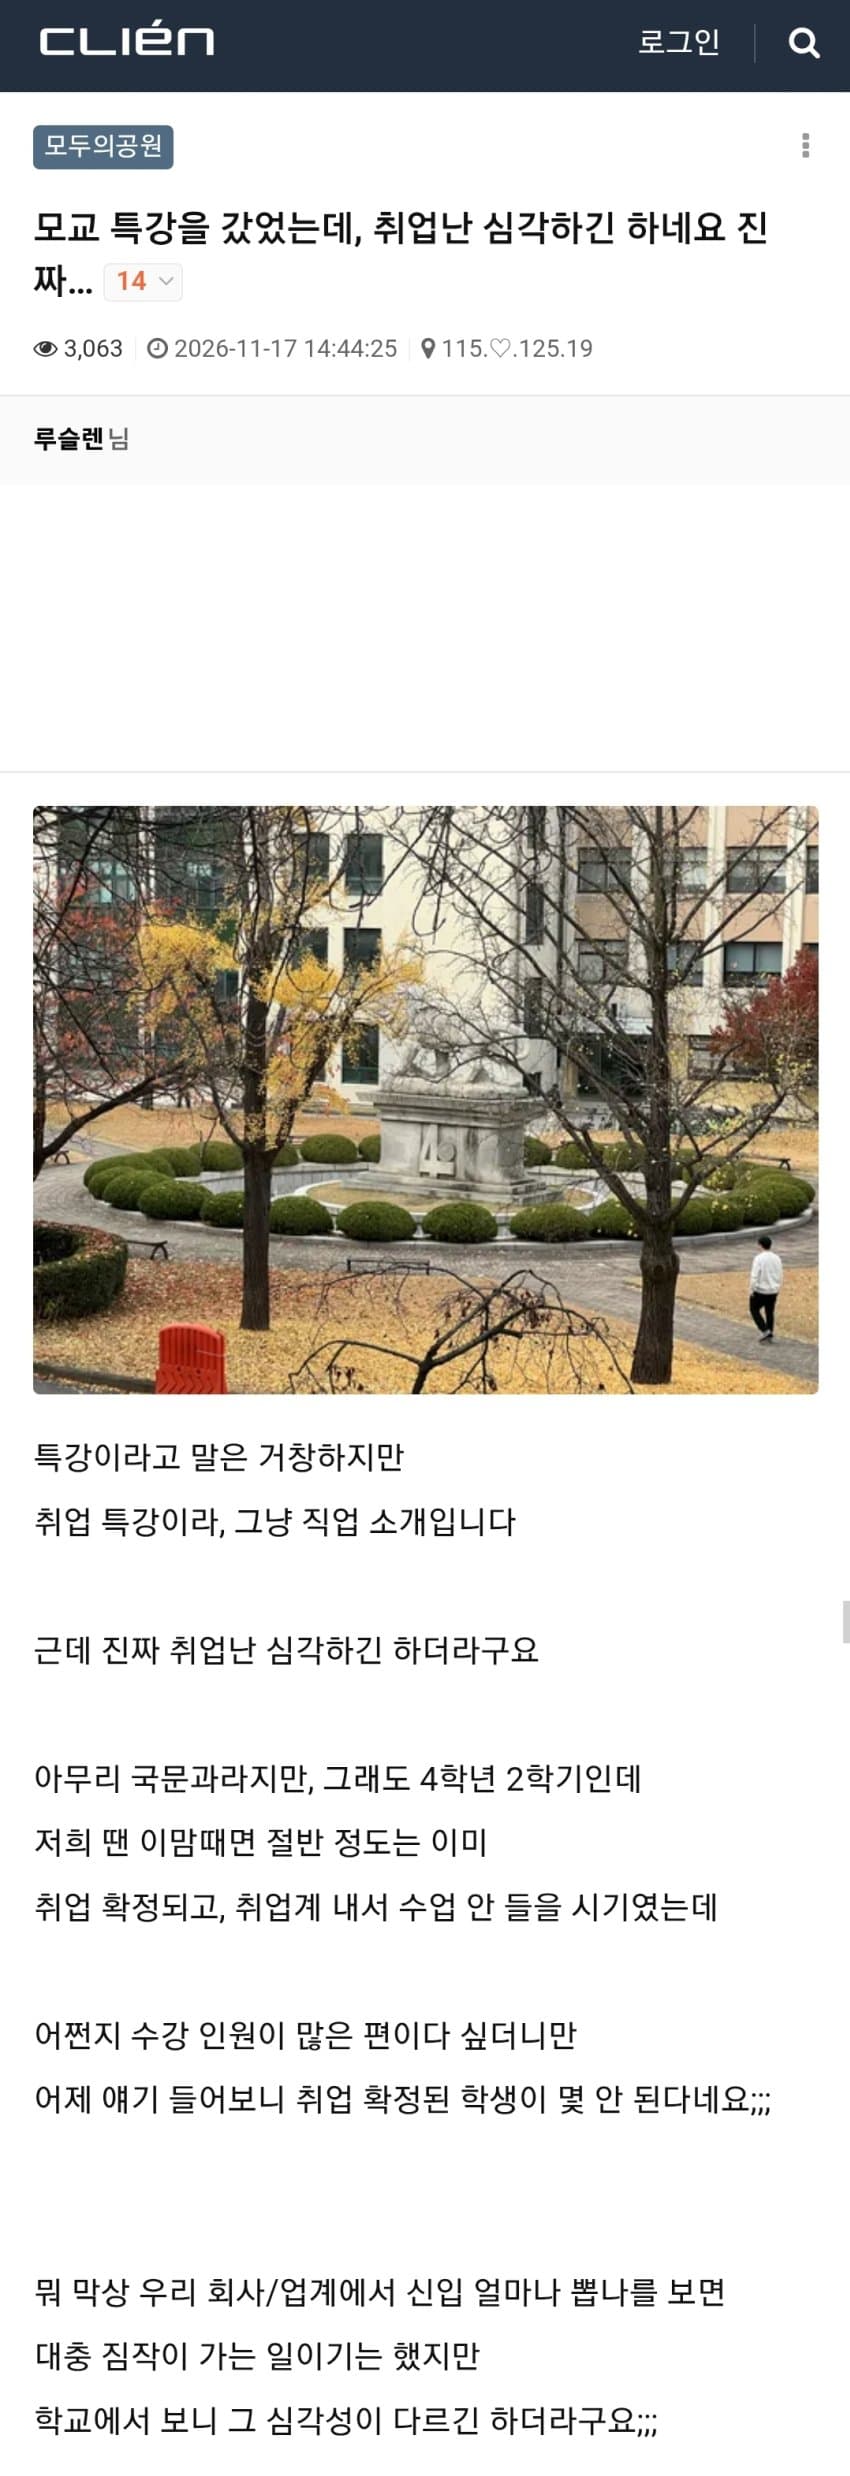 CLIÉN
로그인
모두의공원
모교 특강을 갔었는데, 취업난 심각하긴 하네요 진
짜... 14
3,063 2026-11-17 14:44:25 115.♡.125.19
루슬렌님
40
특강이라고 말은 거창하지만
취업 특강이라, 그냥 직업 소개입니다
근데 진짜 취업난 심각하긴 하더라구요
아무리 국문과라지만, 그래도 4학년 2학기인데
저희 땐 이맘때면 절반 정도는 이미
취업 확정되고, 취업계 내서 수업 안 들을 시기였는데
어쩐지 수강 인원이 많은 편이다 싶더니만
어제 얘기 들어보니 취업 확정된 학생이 몇 안 된다네요;;;
뭐 막상 우리 회사/업계에서 신입 얼마나 뽑나를 보면
대충 짐작이 가는 일이기는 했지만
학교에서 보니 그 심각성이 다르긴 하더라구요;;;